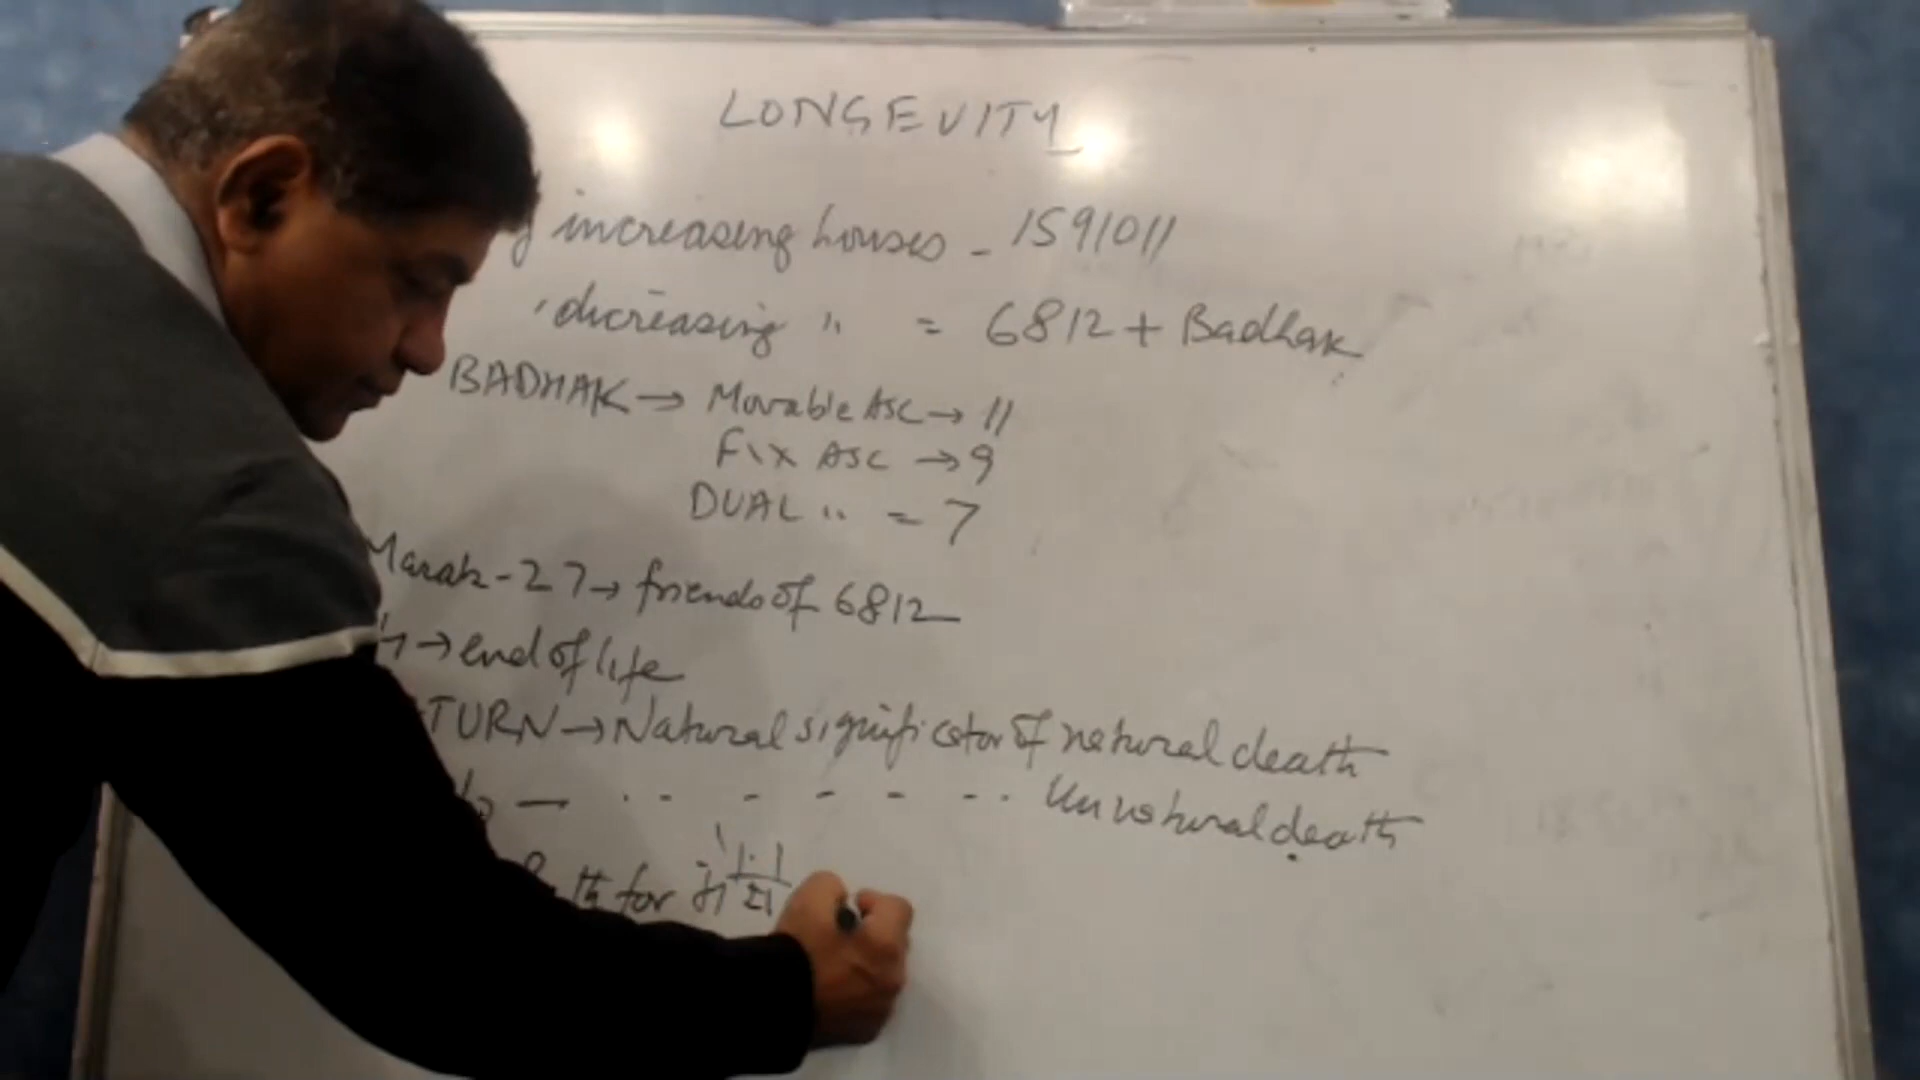 LONGEVITY
increasing houses - 1591011
decreasing " = 6812 + Badhak
BADHAK → Movable ASC → 11
FIX ASC → 9
DUAL " = 7
Marak - 27 → friends of 6812
→ end of life
TURN → Natural significator of natural death
— · - - - - - · · Unnatural death
th for